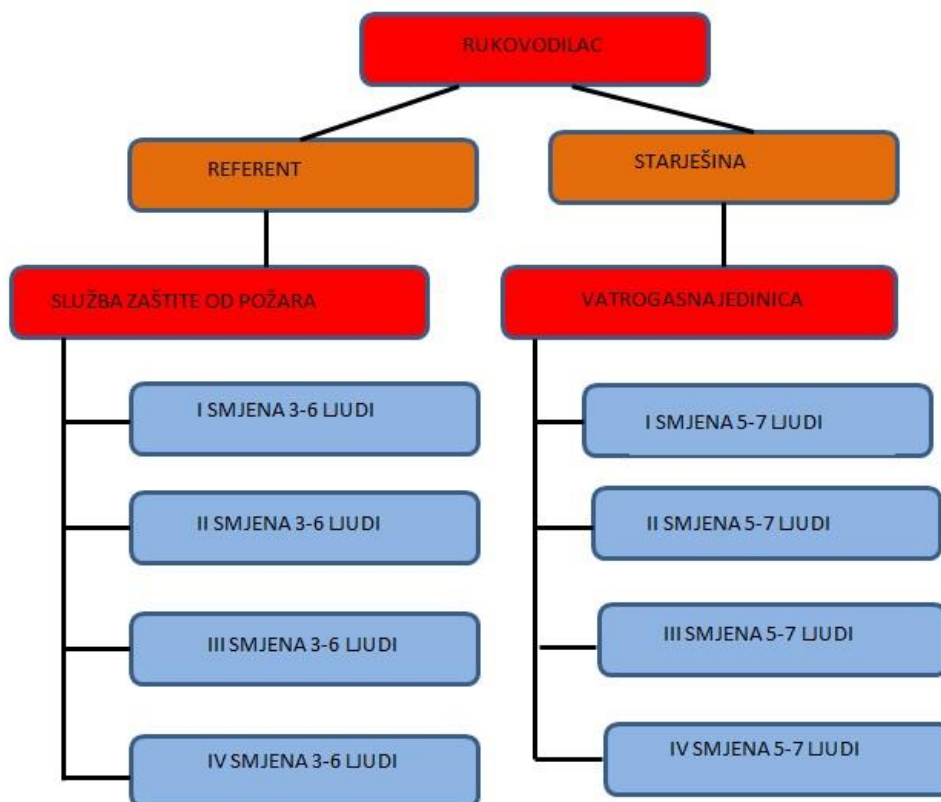 RUKOVODILAC
REFERENT
STARJEŠINA
SLUŽBA ZAŠTITE OD POŽARA
VATROGASNA JEDINICA
I SMJENA 3-6 LJUDI
I SMJENA 5-7 LJUDI
II SMJENA 3-6 LJUDI
II SMJENA 5-7 LJUDI
III SMJENA 3-6 LJUDI
III SMJENA 5-7 LJUDI
IV SMJENA 3-6 LJUDI
IV SMJENA 5-7 LJUDI